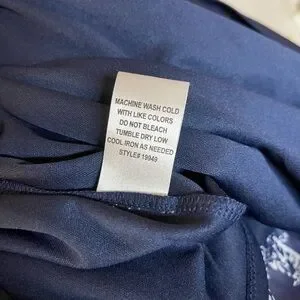 MACHINE WASH COLD
WITH LIKE COLORS
DO NOT BLEACH
TUMBLE DRY LOW
COOL IRON AS NEEDED
STYLE# 19949